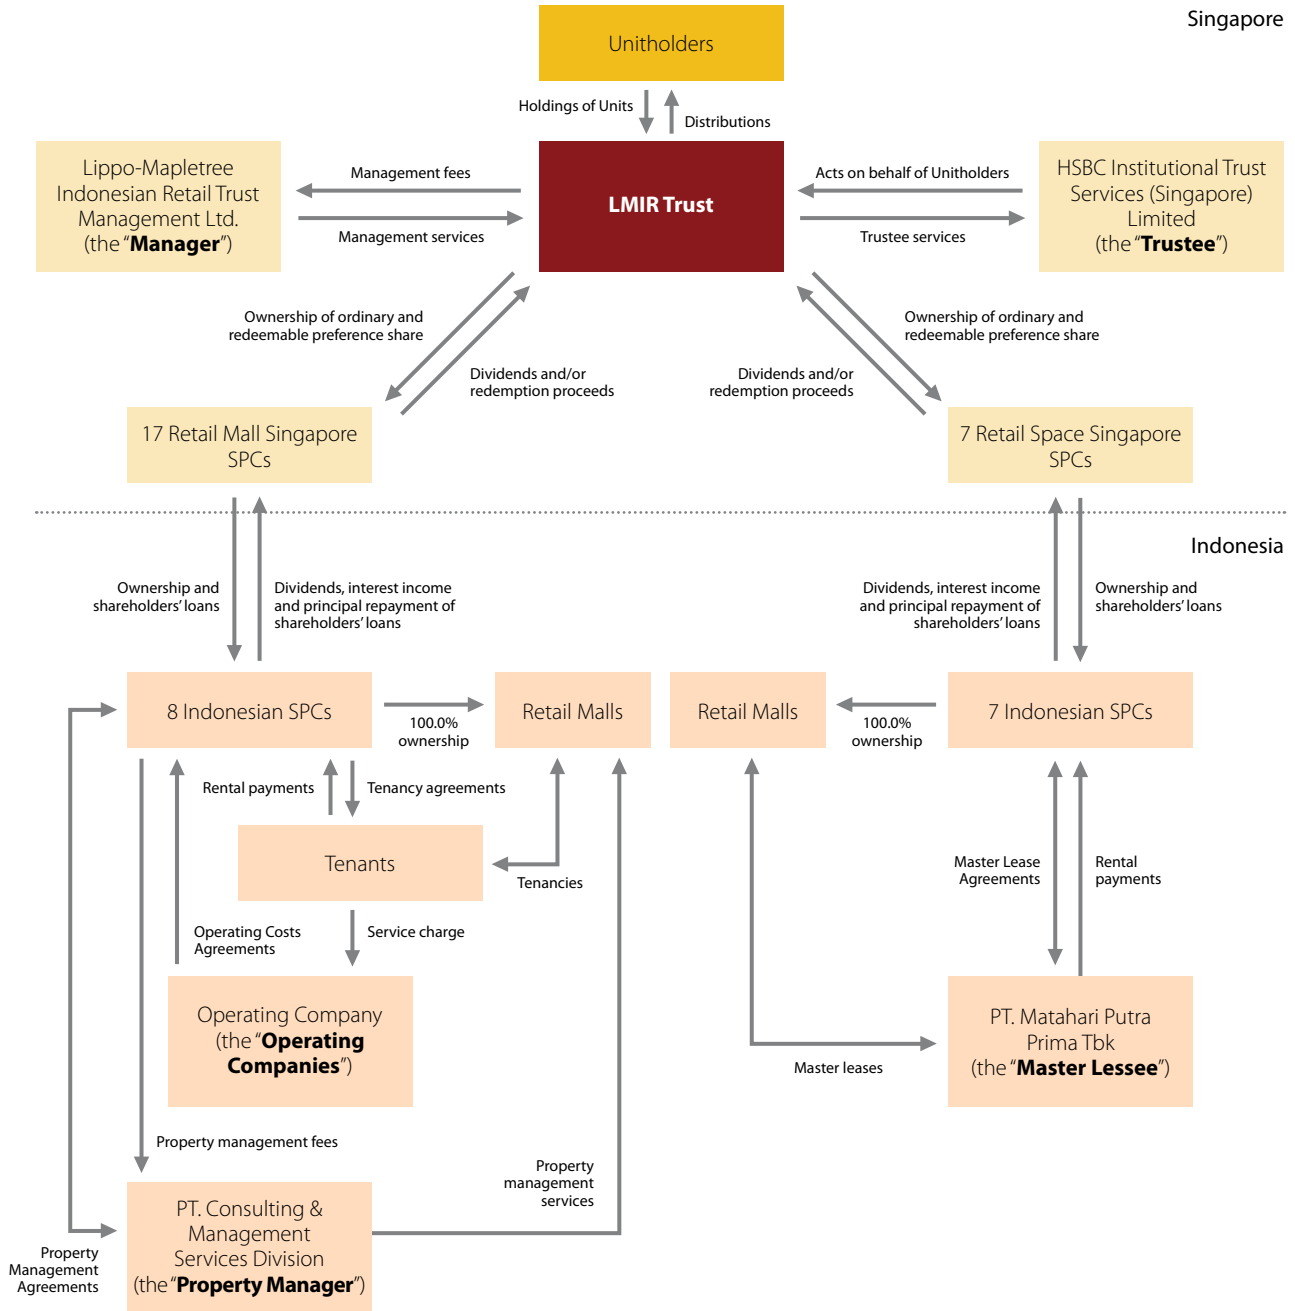 Singapore
Unitholders
Holdings of Units
Distributions
Lippo-Mapletree
Indonesian Retail Trust
Management Ltd.
(the “Manager”)
Management fees
Management services
LMIR Trust
Acts on behalf of Unitholders
Trustee services
HSBC Institutional Trust
Services (Singapore)
Limited
(the “Trustee”)
Ownership of ordinary and
redeemable preference share
Dividends and/or
redemption proceeds
Dividends and/or
redemption proceeds
Ownership of ordinary and
redeemable preference share
17 Retail Mall Singapore
SPCs
7 Retail Space Singapore
SPCs
Indonesia
Ownership and
shareholders’ loans
Dividends, interest income
and principal repayment of
shareholders’ loans
Dividends, interest income
and principal repayment of
shareholders’ loans
Ownership and
shareholders’ loans
8 Indonesian SPCs
100.0%
ownership
Retail Malls
Retail Malls
100.0%
ownership
7 Indonesian SPCs
Rental payments
Tenancy agreements
Tenants
Tenancies
Master Lease
Agreements
Rental
payments
Operating Costs
Agreements
Service charge
Operating Company
(the “Operating
Companies”)
Master leases
PT. Matahari Putra
Prima Tbk
(the “Master Lessee”)
Property management fees
Property
management
services
PT. Consulting &
Management
Services Division
(the “Property Manager”)
Property
Management
Agreements